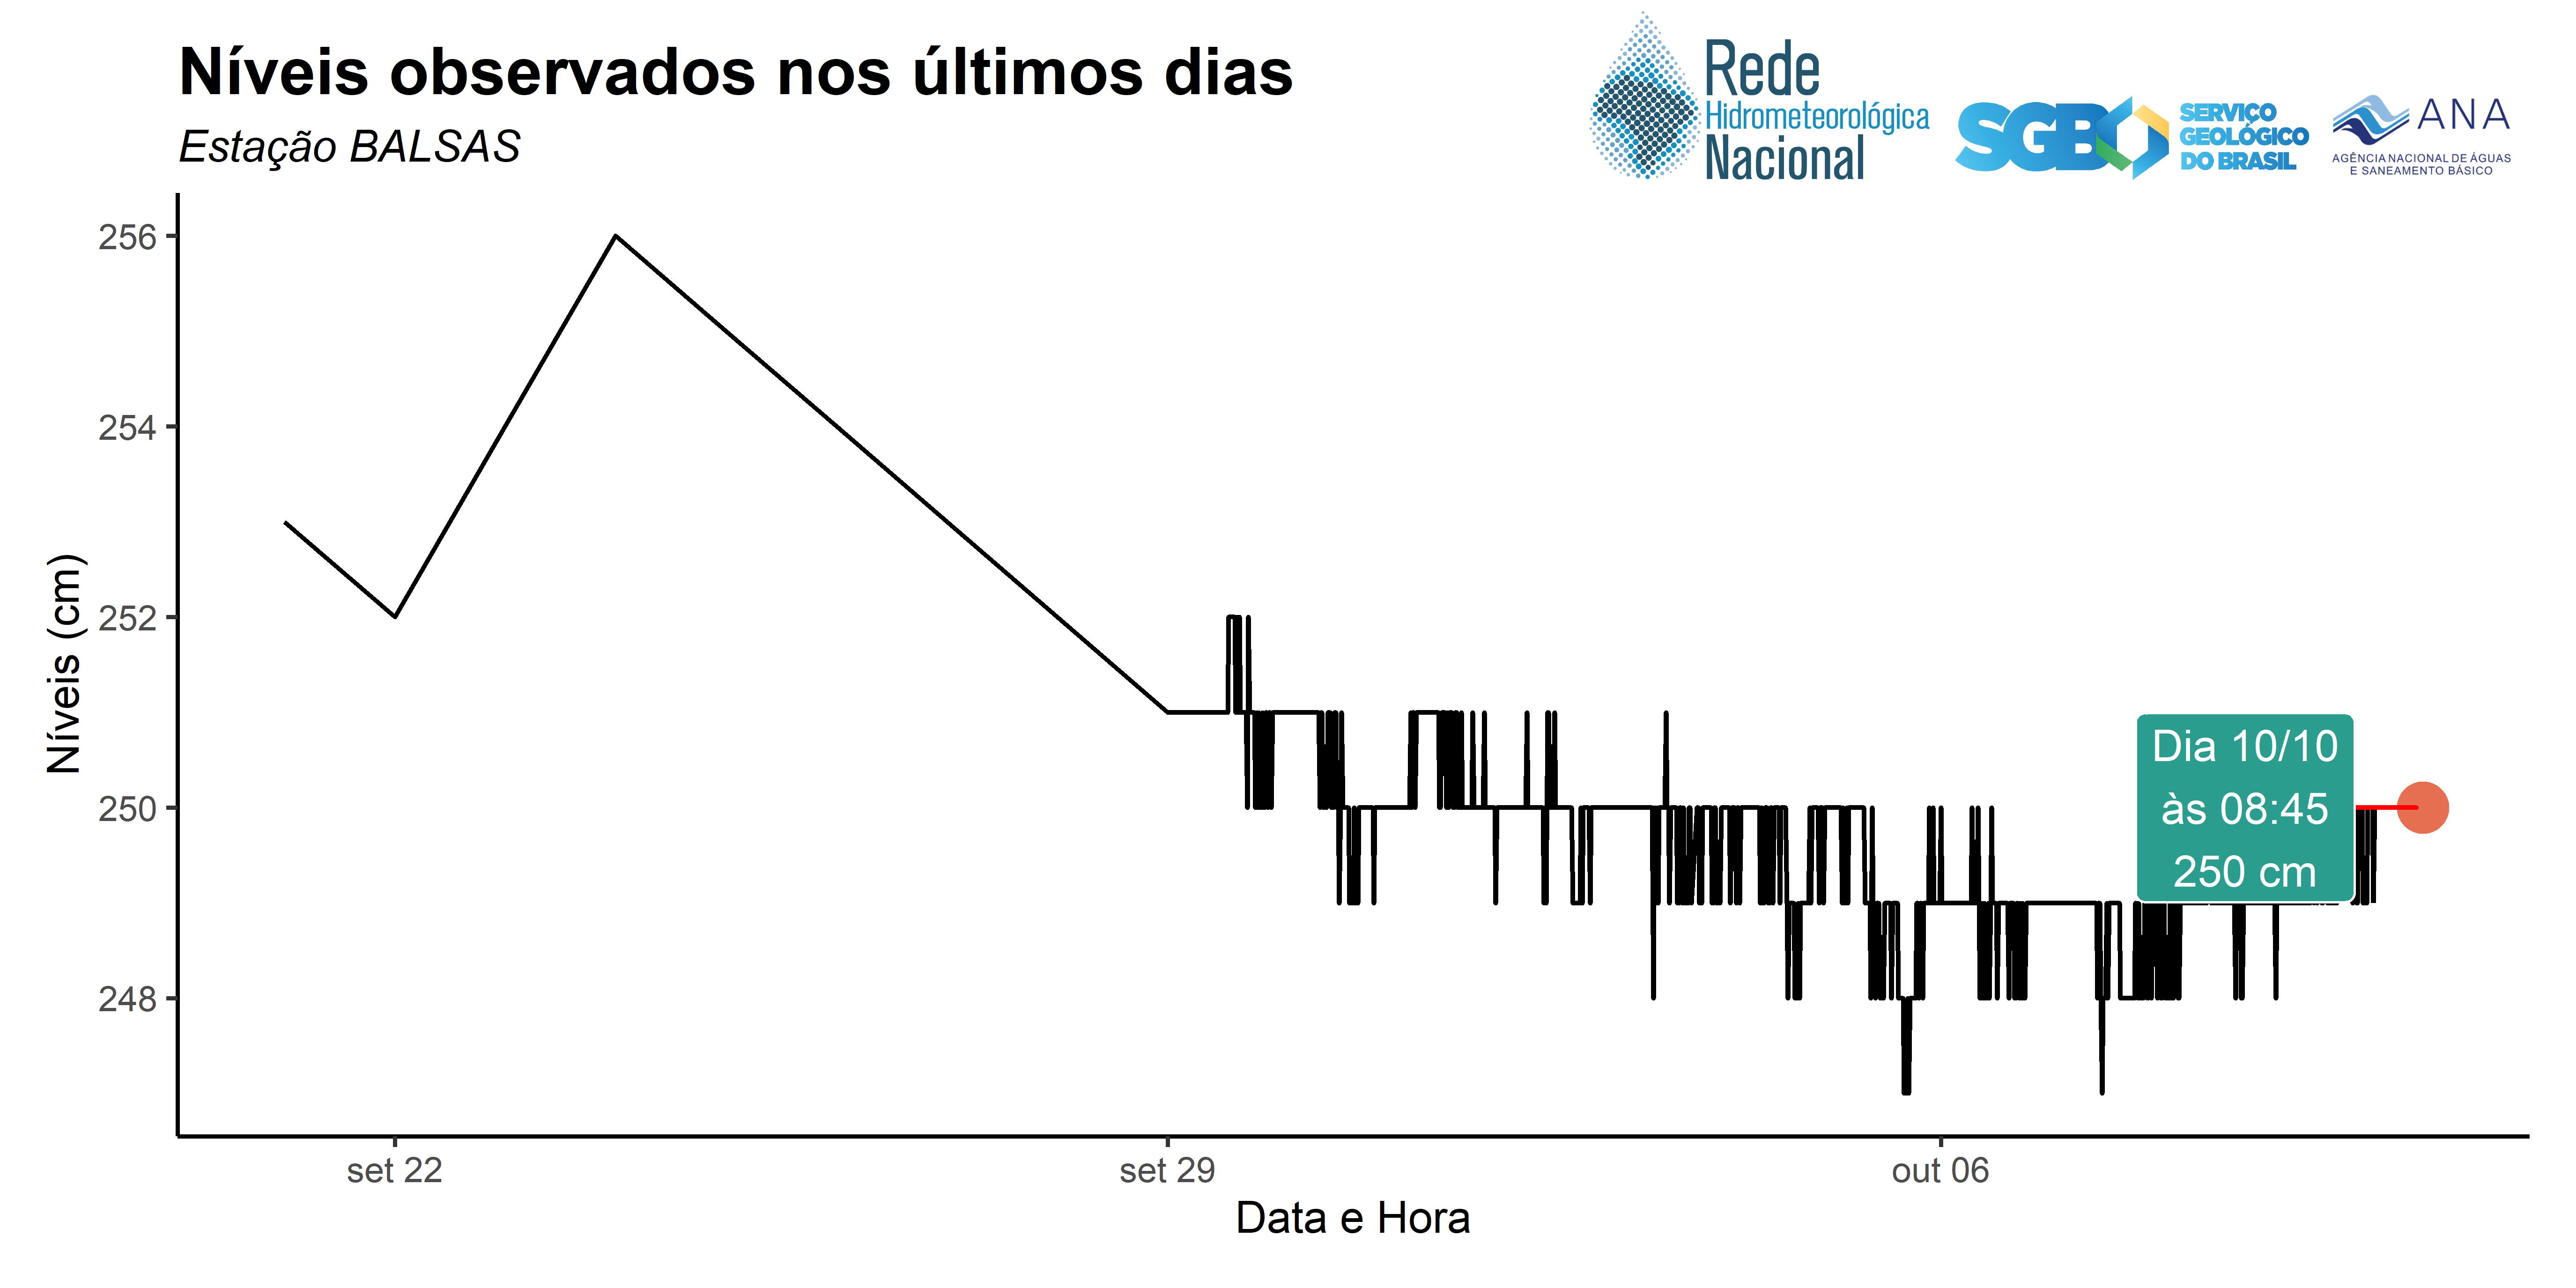 Níveis observados nos últimos dias
Estação BALSAS
Rede
Hidrometeorológica
Nacional
SGB
SERVIÇO
GEOLÓGICO
DO BRASIL
ANA
AGÊNCIA NACIONAL DE ÁGUAS
E SANEAMENTO BÁSICO
Níveis (cm)
256
254
252
250
248
Dia 10/10
às 08:45
250 cm
set 22
set 29
out 06
Data e Hora